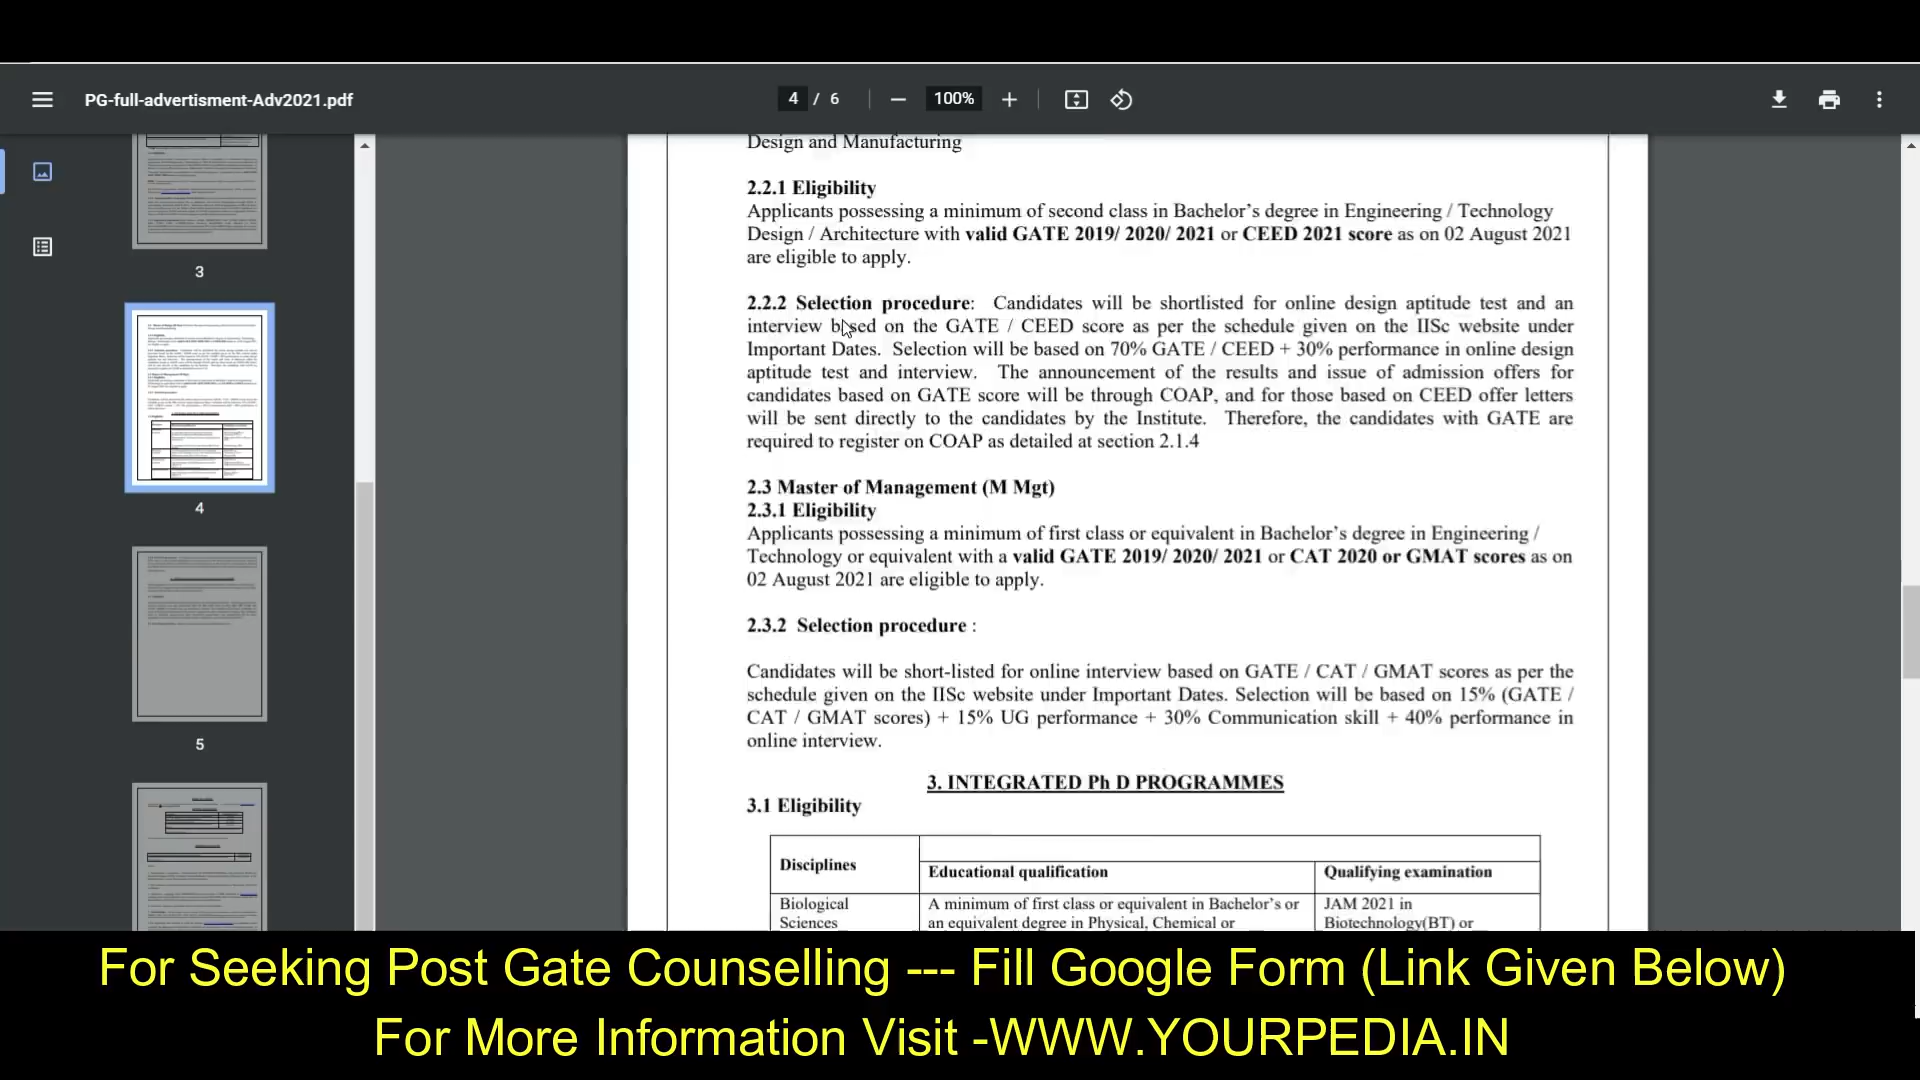 PG-full-advertisment-Adv2021.pdf
4 / 6
100%
3
4
5
Design and Manufacturing
2.2.1 Eligibility
Applicants possessing a minimum of second class in Bachelor's degree in Engineering / Technology
Design / Architecture with valid GATE 2019/ 2020/ 2021 or CEED 2021 score as on 02 August 2021
are eligible to apply.
2.2.2 Selection procedure: Candidates will be shortlisted for online design aptitude test and an
interview based on the GATE / CEED score as per the schedule given on the IISc website under
Important Dates. Selection will be based on 70% GATE / CEED + 30% performance in online design
aptitude test and interview. The announcement of the results and issue of admission offers for
candidates based on GATE score will be through COAP, and for those based on CEED offer letters
will be sent directly to the candidates by the Institute. Therefore, the candidates with GATE are
required to register on COAP as detailed at section 2.1.4
2.3 Master of Management (M Mgt)
2.3.1 Eligibility
Applicants possessing a minimum of first class or equivalent in Bachelor's degree in Engineering /
Technology or equivalent with a valid GATE 2019/ 2020/ 2021 or CAT 2020 or GMAT scores as on
02 August 2021 are eligible to apply.
2.3.2 Selection procedure :
Candidates will be short-listed for online interview based on GATE / CAT / GMAT scores as per the
schedule given on the IISc website under Important Dates. Selection will be based on 15% (GATE /
CAT / GMAT scores) + 15% UG performance + 30% Communication skill + 40% performance in
online interview.
3. INTEGRATED Ph D PROGRAMMES
3.1 Eligibility
Disciplines
Educational qualification
Qualifying examination
Biological
Sciences
A minimum of first class or equivalent in Bachelor's or
an equivalent degree in Physical, Chemical or
JAM 2021 in
Biotechnology(BT) or
For Seeking Post Gate Counselling --- Fill Google Form (Link Given Below)
For More Information Visit -WWW.YOURPEDIA.IN